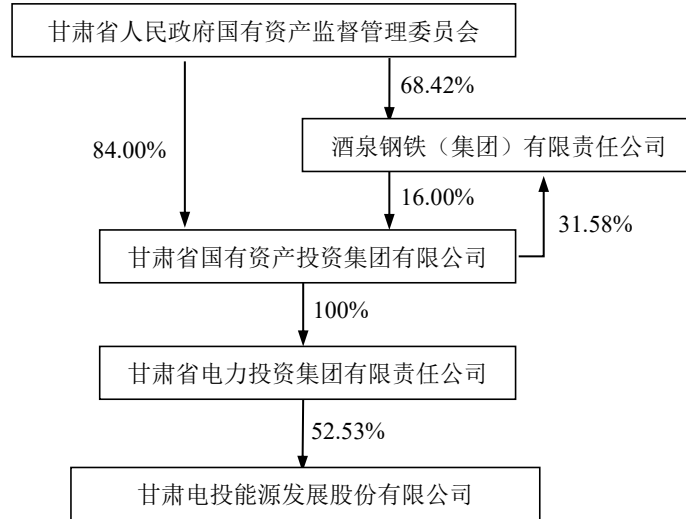 甘肃省人民政府国有资产监督管理委员会
68.42%
84.00%
酒泉钢铁（集团）有限责任公司
16.00%
31.58%
甘肃省国有资产投资集团有限公司
100%
甘肃省电力投资集团有限责任公司
52.53%
甘肃电投能源发展股份有限公司